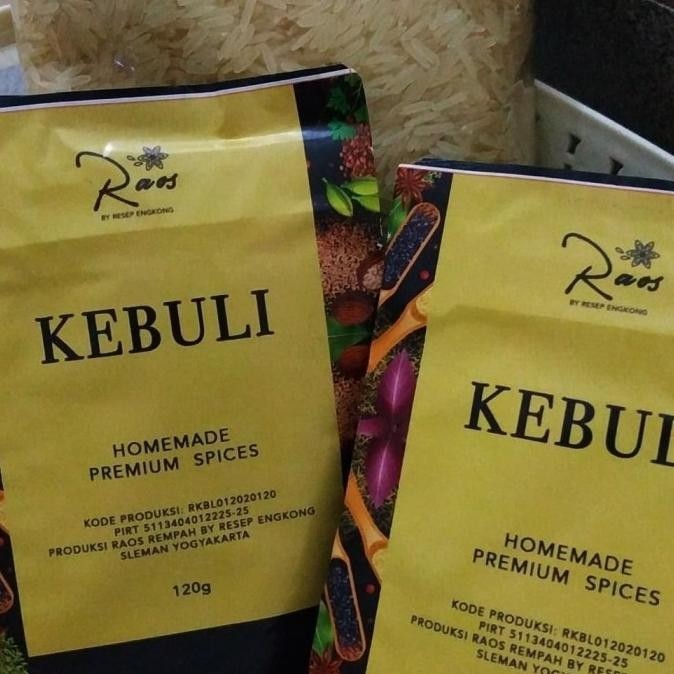 Raos
BY RESEP ENGKONG
KEBULI
HOMEMADE
PREMIUM SPICES
KODE PRODUKSI: RKBL012020120
PIRT 5113404012225-25
PRODUKSI RAOS REMPAH BY RESEP ENGKONG
SLEMAN YOGYAKARTA
120g
Raos
BY RESEP ENGKONG
KEBUL
HOMEMADE
PREMIUM SPICES
KODE PRODUKSI: RKBL012020120
PIRT 5113404012225-25
PRODUKSI RAOS REMPAH BY RESEP
SLEMAN